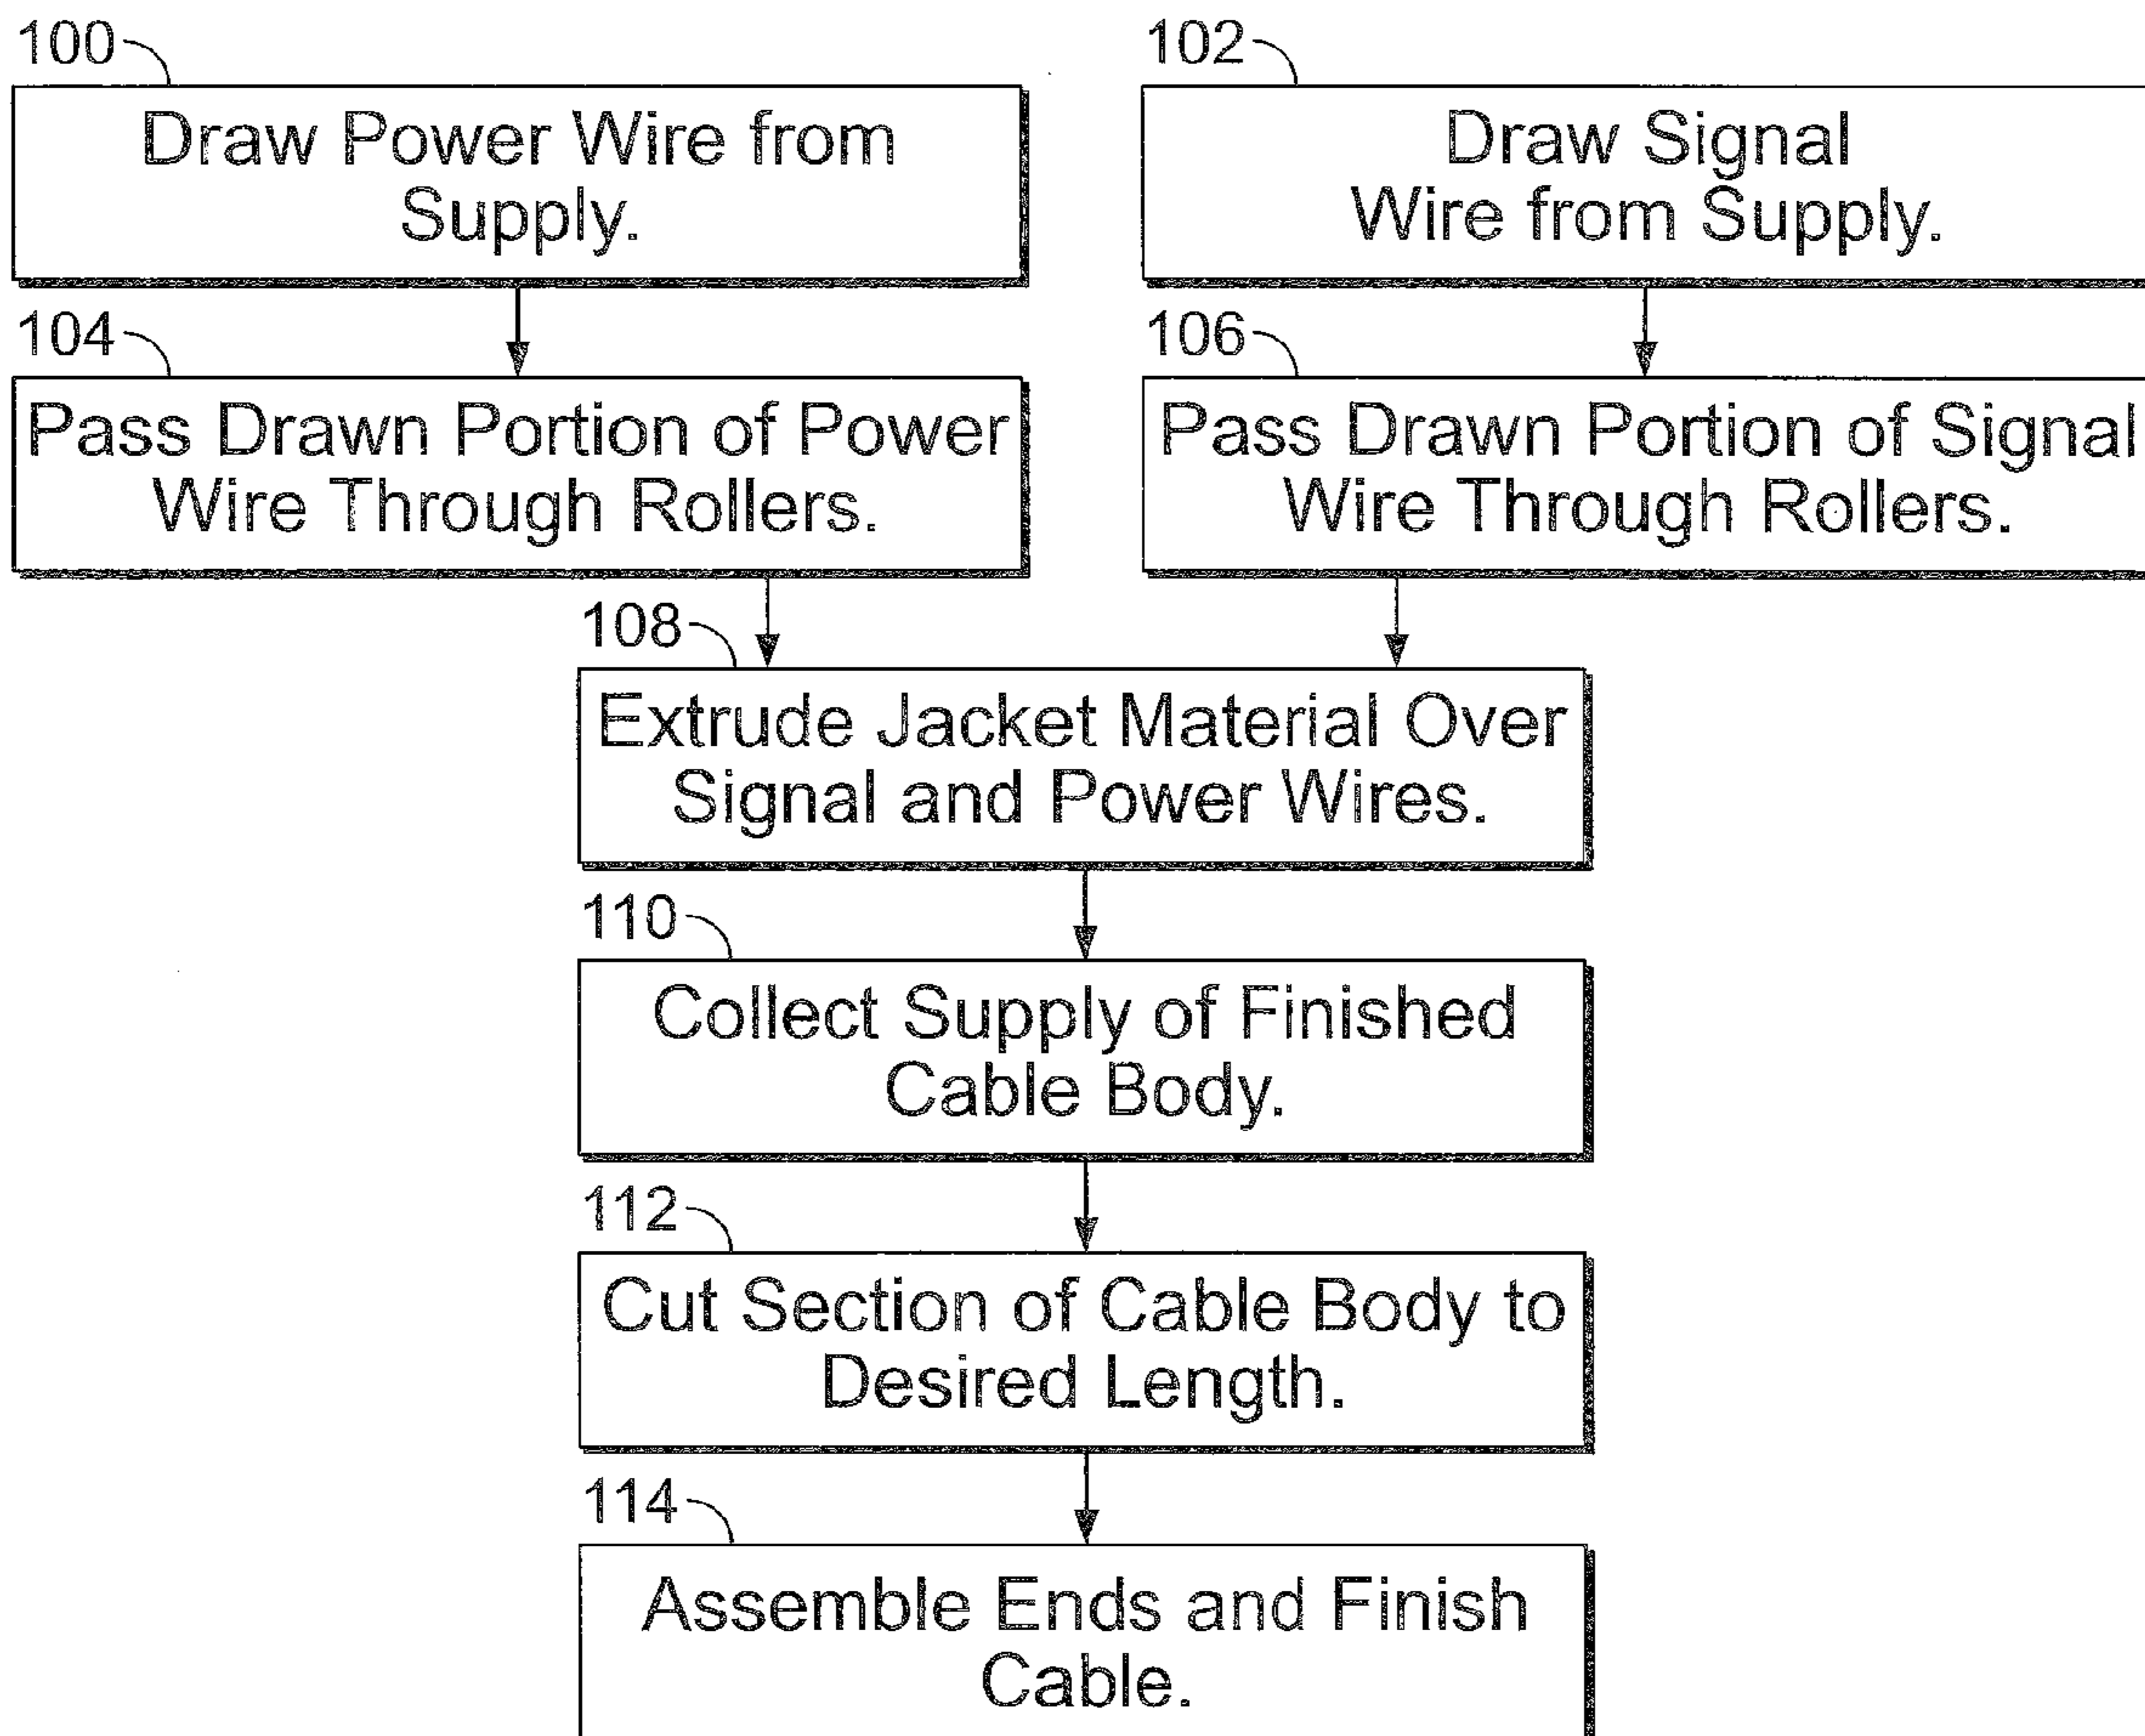 100
Draw Power Wire from
Supply.
102
Draw Signal
Wire from Supply.
104
Pass Drawn Portion of Power
Wire Through Rollers.
106
Pass Drawn Portion of Signal
Wire Through Rollers.
108
Extrude Jacket Material Over
Signal and Power Wires.
110
Collect Supply of Finished
Cable Body.
112
Cut Section of Cable Body to
Desired Length.
114
Assemble Ends and Finish
Cable.